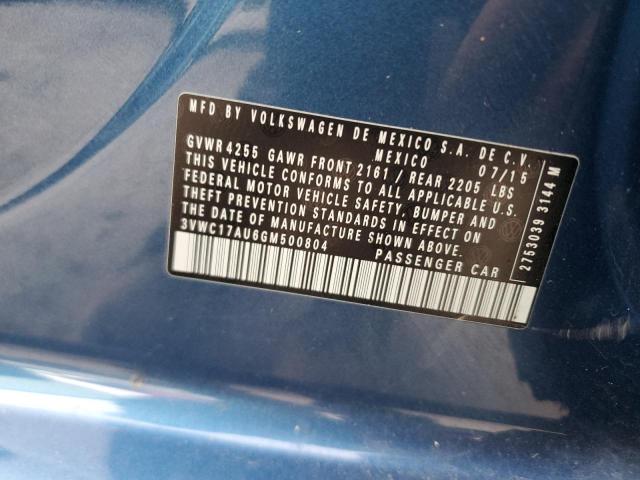 MFD BY VOLKSWAGEN DE MEXICO S.A. DE C.V.
MEXICO 07/15
GVWR 4255 GAWR FRONT 2161 / REAR 2205 LBS
THIS VEHICLE CONFORMS TO ALL APPLICABLE U.S.
FEDERAL MOTOR VEHICLE SAFETY, BUMPER AND
THEFT PREVENTION STANDARDS IN EFFECT ON
THE DATE OF MANUFACTURE SHOWN ABOVE.
3VWC17AU6GM500804 PASSENGER CAR
2753039 3144 M